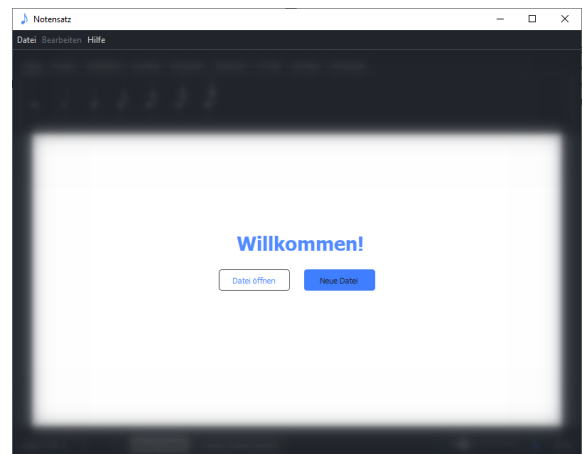 Notensatz
Datei Bearbeiten Hilfe
Willkommen!
Datei öffnen Neue Datei